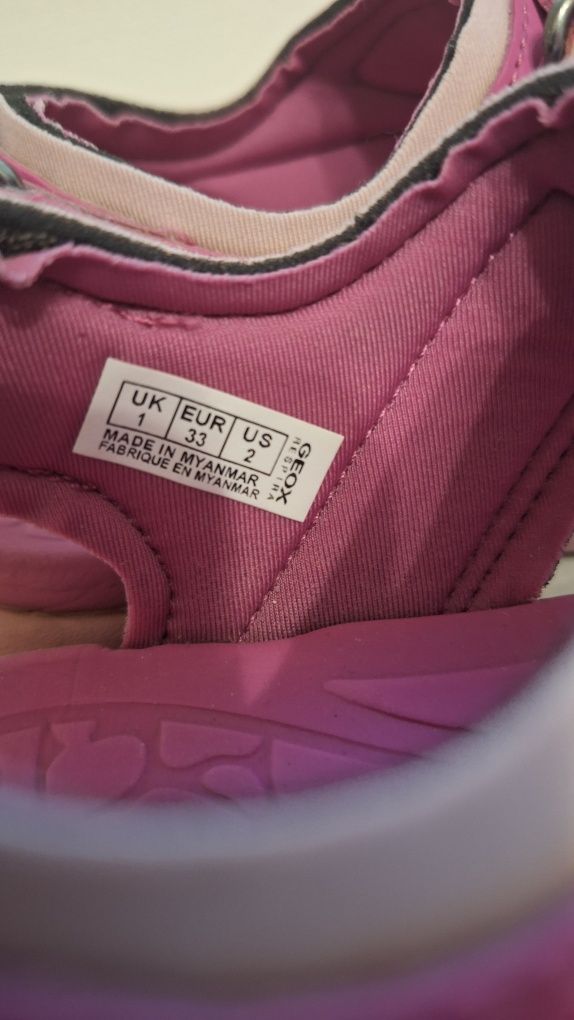 UK EUR US
1 33 2
MADE IN MYANMAR
FABRIQUE EN MYANMAR
GEOX
RESPIRA